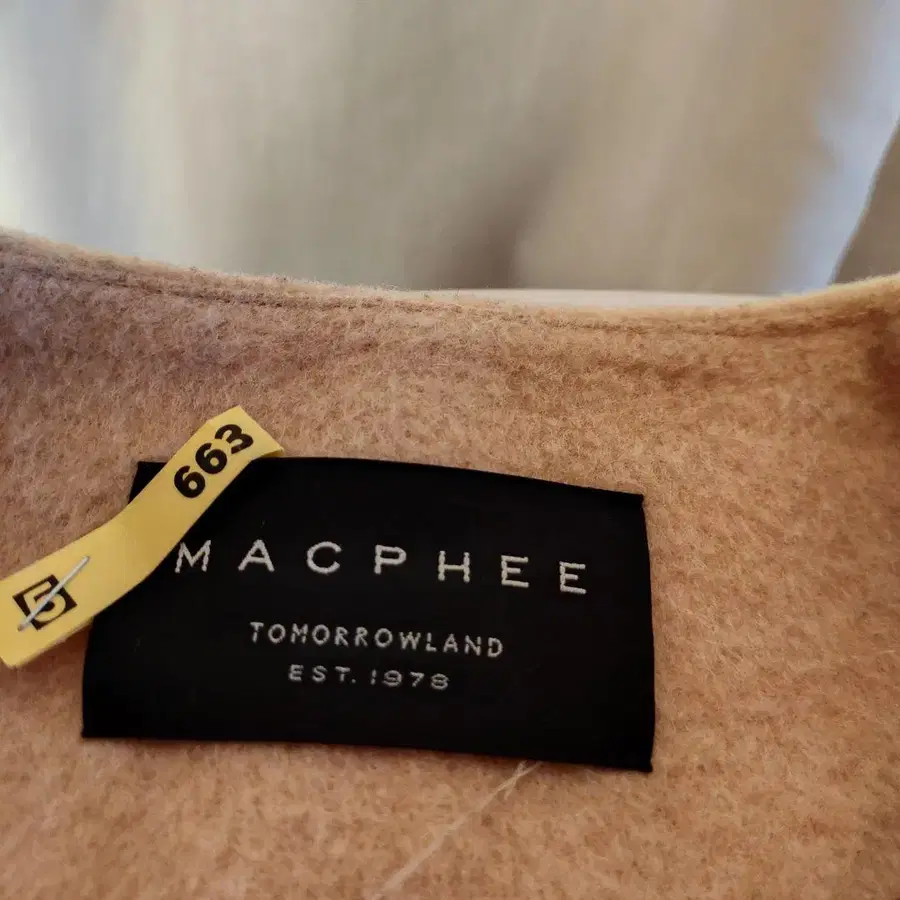 663
5
MACPHEE
TOMORROWLAND
EST. 1978